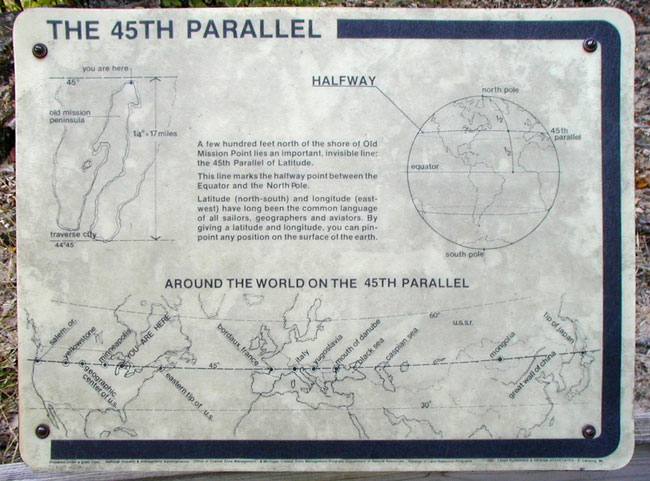 THE 45TH PARALLEL
you are here
45°
old mission
peninsula
17 miles
traverse city
44°45
HALFWAY
north pole
½
½
45th
parallel
equator
south pole
A few hundred feet north of the shore of Old
Mission Point lies an important, invisible line:
the 45th Parallel of Latitude.
This line marks the halfway point between the
Equator and the North Pole.
Latitude (north-south) and longitude (east-
west) have long been the common language
of all sailors, geographers and aviators. By
giving a latitude and longitude, you can pin-
point any position on the surface of the earth.
AROUND THE WORLD ON THE 45TH PARALLEL
salem, or.
yellowstone
geographic
center of u.s.
minneapolis
YOU ARE HERE
eastern tip of u.s.
45°
bordeaux, france
italy
yugoslavia
mouth of danube
black sea
caspian sea
60°
u.s.s.r.
30°
mongolia
great wall of china
tip of japan